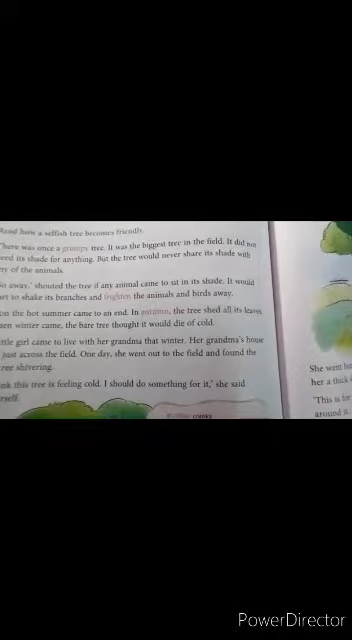 Read how a selfish tree becomes friendly.
There was once a grumpy tree. It was the biggest tree in the field. It did not
need its shade for anything. But the tree would never share its shade with
any of the animals.
Go away,' shouted the tree if any animal came to sit in its shade. It would
art to shake its branches and frighten the animals and birds away.
on the hot summer came to an end. In autumn, the tree shed all its leaves.
hen winter came, the bare tree thought it would die of cold.
ttle girl came to live with her grandma that winter. Her grandma's house
just across the field. One day, she went out to the field and found the
tree shivering.
ink this tree is feeling cold. I should do something for it,' she said
rself.
cranky
She went
her a thick
'This is for
around it.
PowerDirector